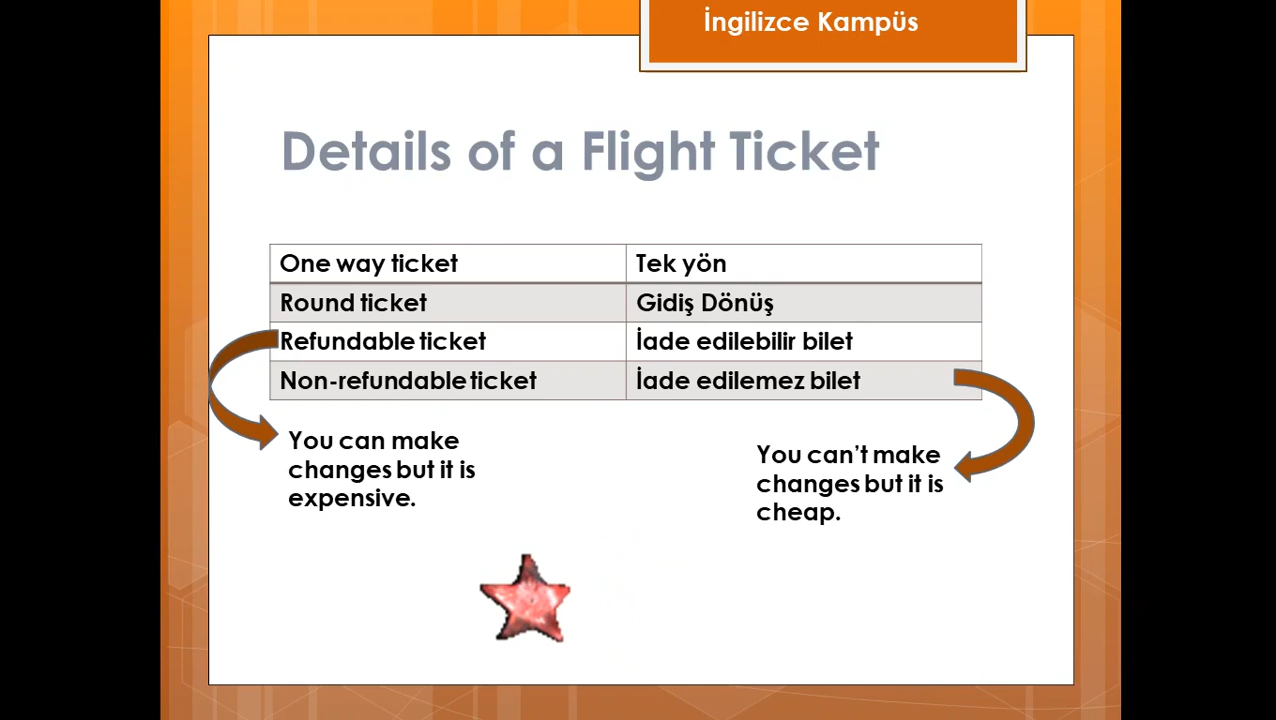 İngilizce Kampüs
Details of a Flight Ticket
One way ticket Tek yön
Round ticket Gidiş Dönüş
Refundable ticket İade edilebilir bilet
Non-refundable ticket İade edilemez bilet
You can make
changes but it is
expensive.
You can’t make
changes but it is
cheap.